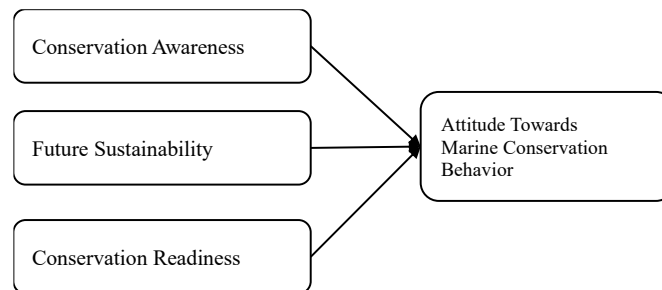 Conservation Awareness
Future Sustainability
Attitude Towards
Marine Conservation
Behavior
Conservation Readiness